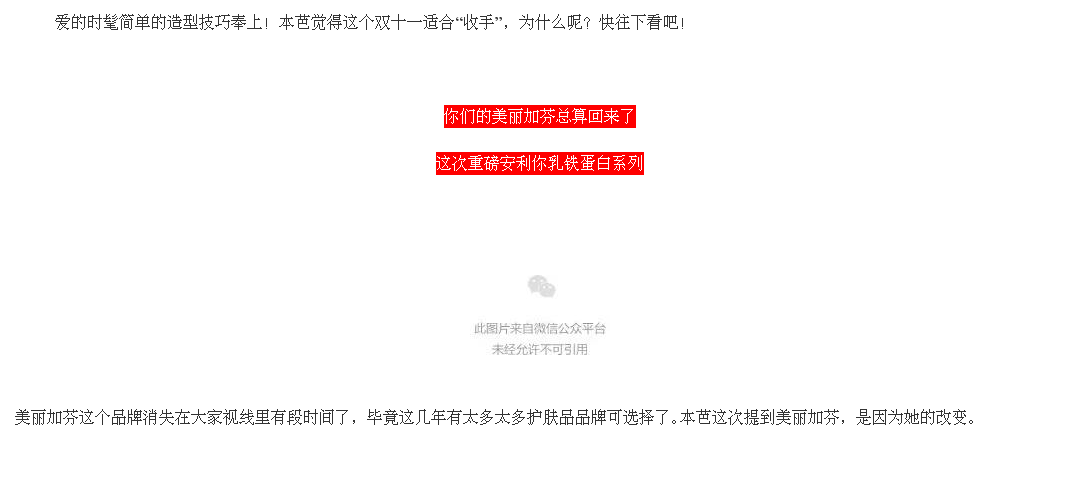 爱的时髦简单的造型技巧奉上！本芭觉得这个双十一适合“收手”，为什么呢？快往下看吧！
你们的美丽加芬总算回来了
这次重磅安利你乳铁蛋白系列
此图片来自微信公众平台
未经允许不可引用
美丽加芬这个品牌消失在大家视线里有段时间了，毕竟这几年有太多太多护肤品品牌可选择了。本芭这次提到美丽加芬，是因为她的改变。